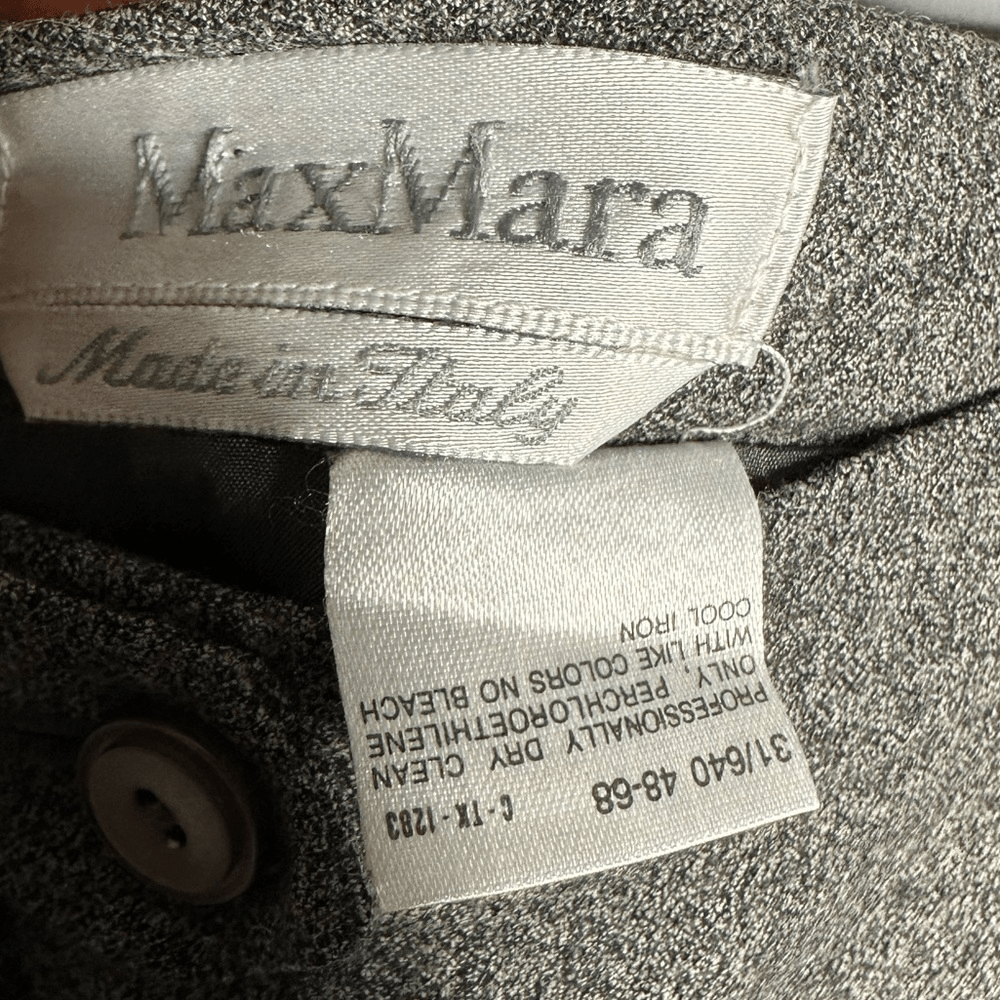 MaxMara
Made in Italy
31/640 48-68
C-TX-1283
PROFESSIONALLY DRY CLEAN
ONLY, PERCHLOROETHILENE
WITH LIKE COLORS NO BLEACH
COOL IRON